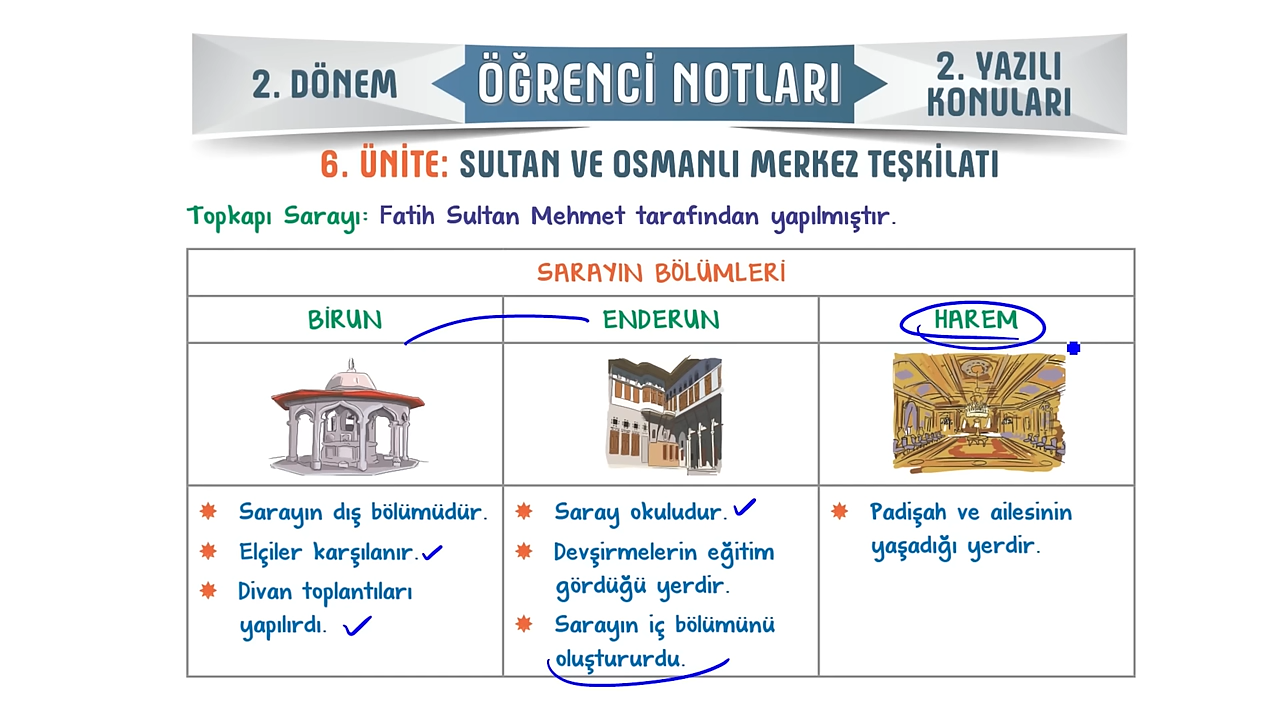 2. DÖNEM
ÖĞRENCİ NOTLARI
2. YAZILI
KONULARI
6. ÜNİTE: SULTAN VE OSMANLI MERKEZ TEŞKİLATI
Topkapı Sarayı: Fatih Sultan Mehmet tarafından yapılmıştır.
SARAYIN BÖLÜMLERİ
BİRUN
ENDERUN
HAREM
Sarayın dış bölümüdür.
Elçiler karşılanır.
Divan toplantıları
yapılırdı.
Saray okuludur.
Devşirmelerin eğitim
gördüğü yerdir.
Sarayın iç bölümünü
oluştururdu.
Padişah ve ailesinin
yaşadığı yerdir.